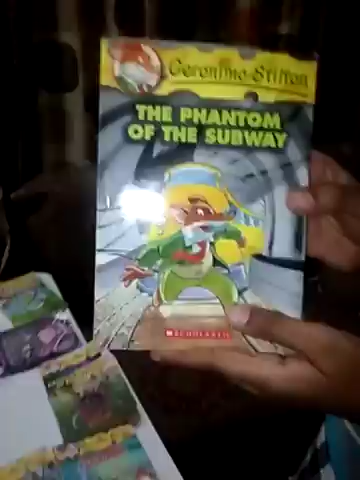 Geronimo Stilton
THE PHANTOM
OF THE SUBWAY
SCHOLASTIC